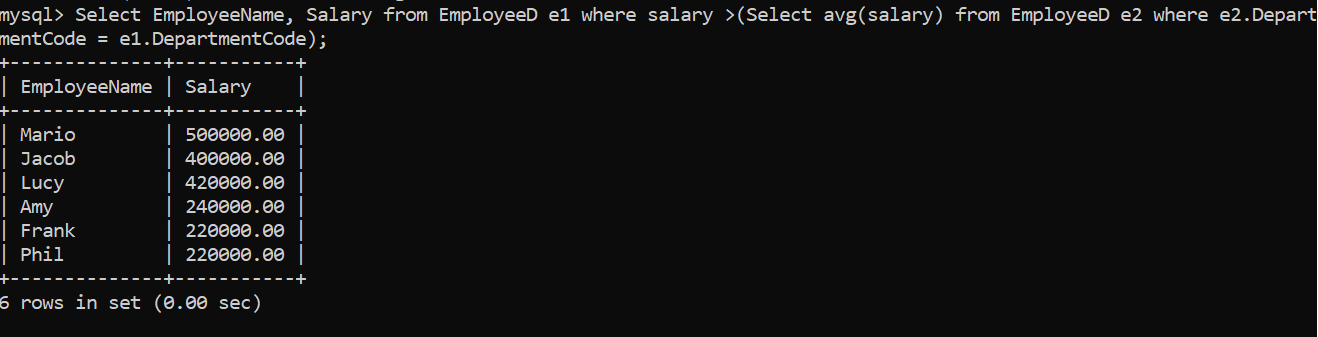 mysql> Select EmployeeName, Salary from EmployeeD e1 where salary >(Select avg(salary) from EmployeeD e2 where e2.Depart
mentCode = e1.DepartmentCode);
+--------------+-----------+
| EmployeeName | Salary    |
+--------------+-----------+
| Mario        | 500000.00 |
| Jacob        | 400000.00 |
| Lucy         | 420000.00 |
| Amy          | 240000.00 |
| Frank        | 220000.00 |
| Phil         | 220000.00 |
+--------------+-----------+
6 rows in set (0.00 sec)